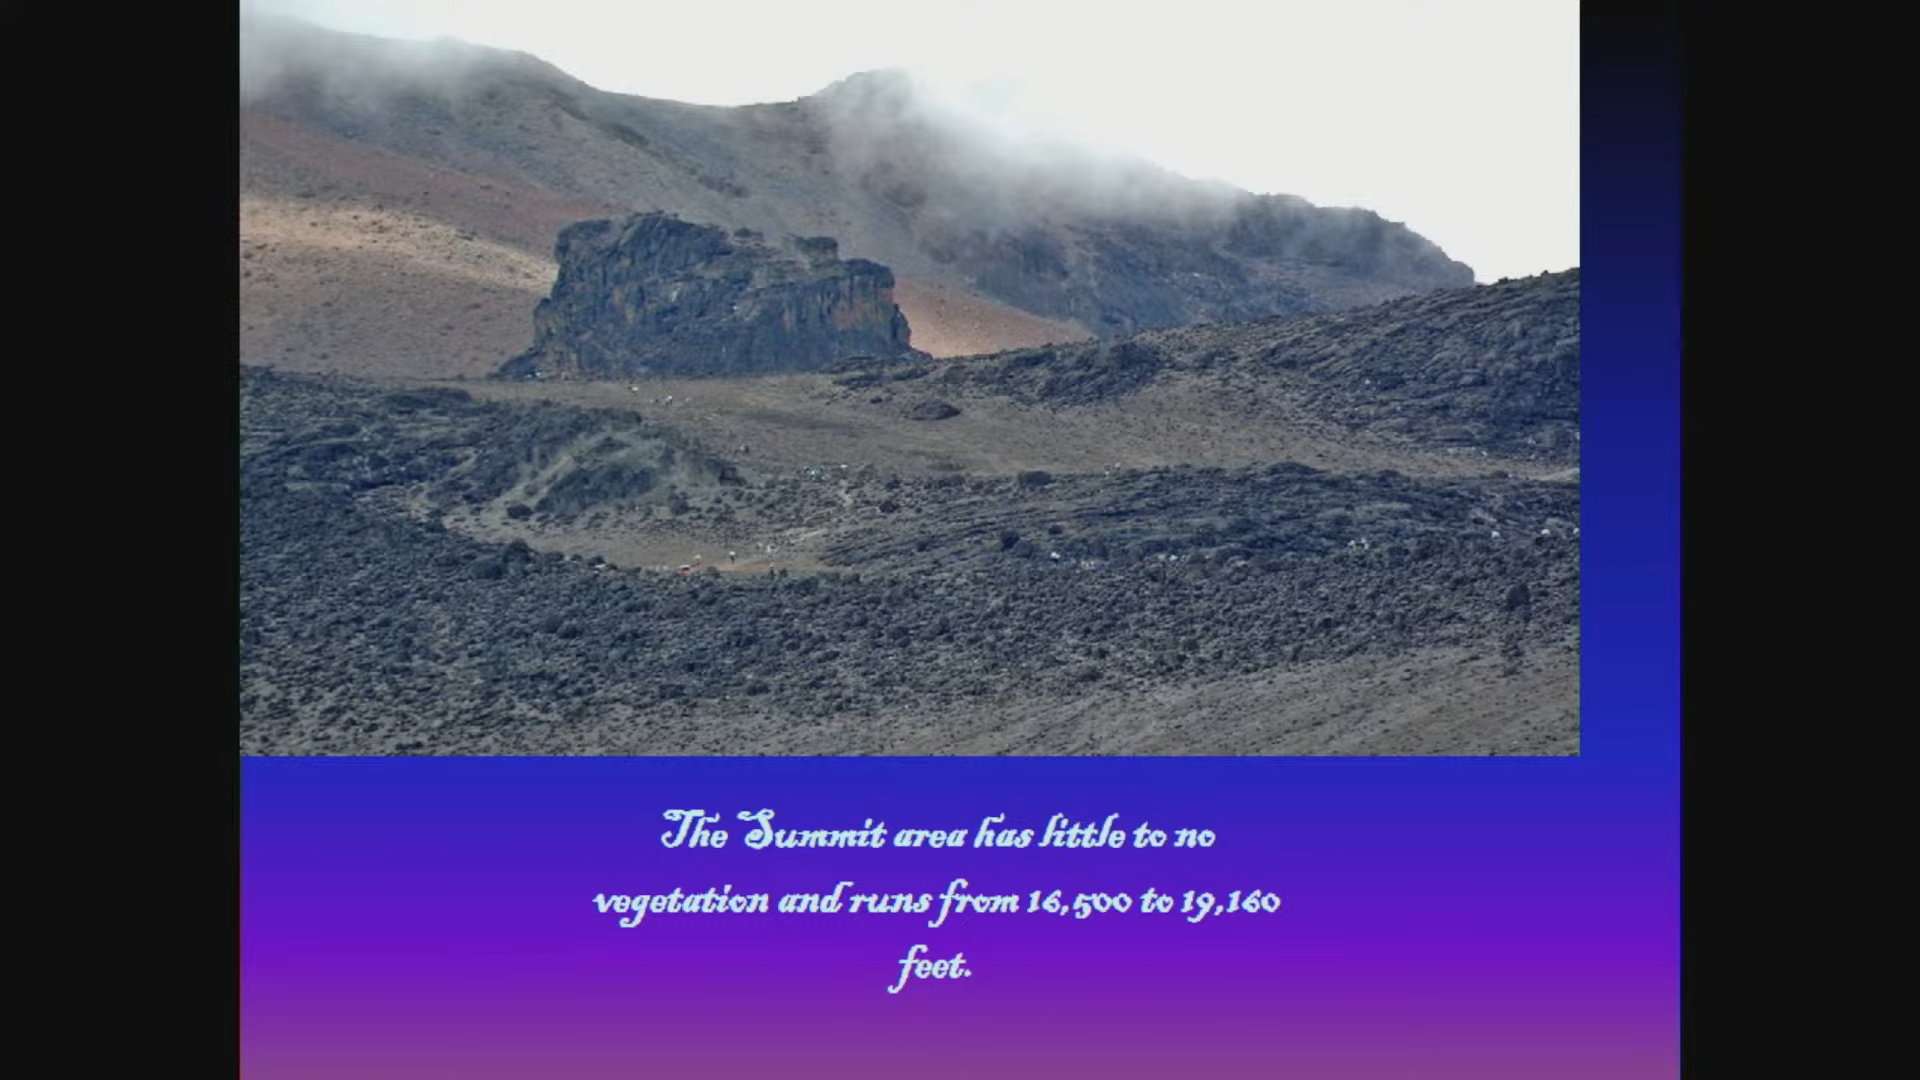 The Summit area has little to no
vegetation and runs from 16,500 to 19,160
feet.